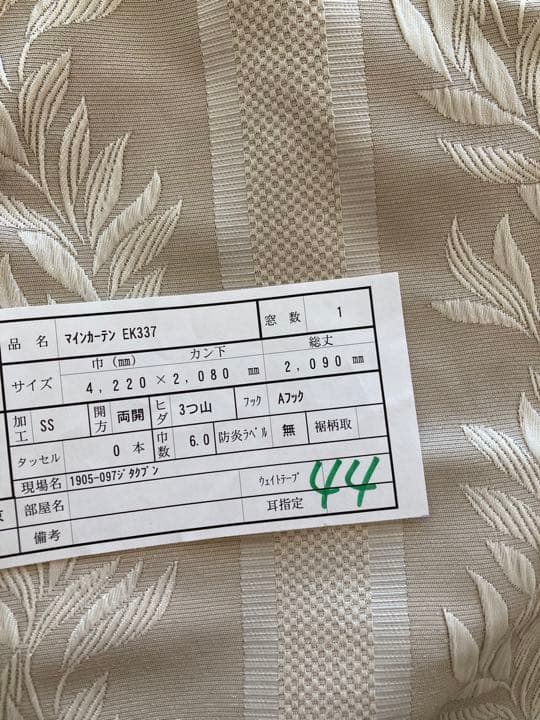 品 名 マインカーテン EK337 窓 数 1
巾 (mm) カン下 総丈
サイズ 4,220 × 2,080 mm 2,090 mm
加工 SS 開方 両開 ヒダ 3つ山 フック Aフック
タッセル 0 本 巾数 6.0 防炎ラベル 無 裾柄取
現場名 1905-097ジタクブン ウェイトテープ
部屋名 耳指定 44
備考